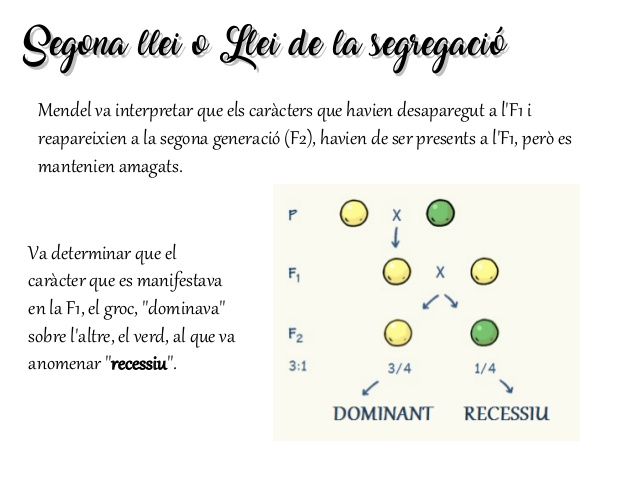 Segona llei o Llei de la segregació
Mendel va interpretar que els caràcters que havien desaparegut a l'F1 i
reapareixien a la segona generació (F2), havien de ser presents a l'F1, però es
mantenien amagats.
Va determinar que el
caràcter que es manifestava
en la F1, el groc, "dominava"
sobre l'altre, el verd, al que va
anomenar "recessiu".
P X
F1 X
F2
3:1 3/4 1/4
DOMINANT RECESSIU